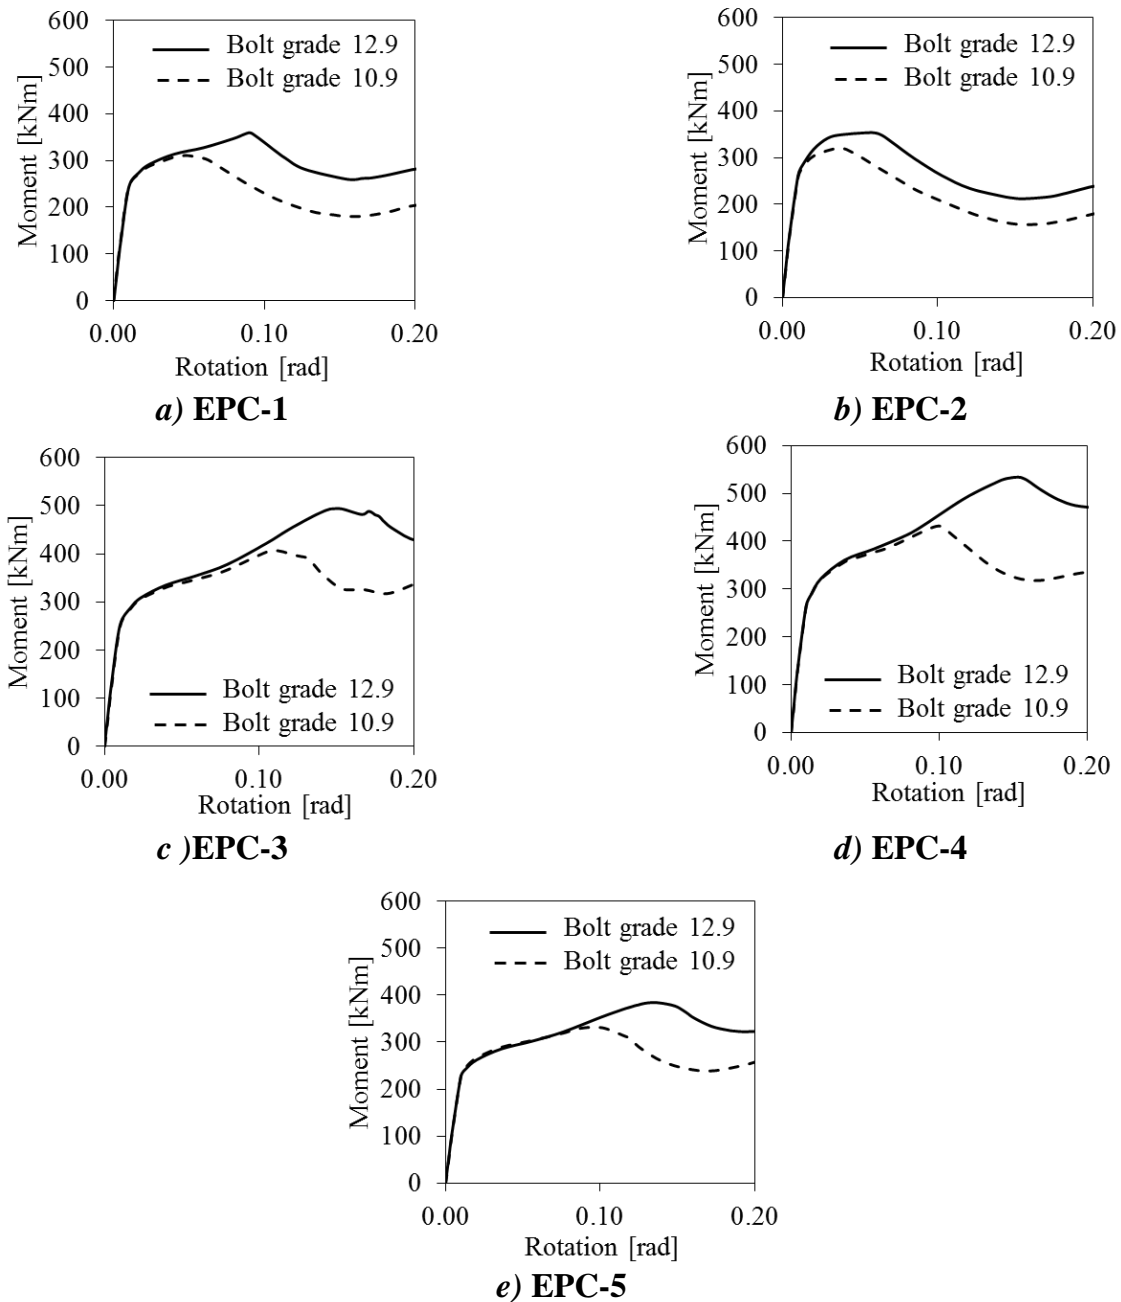 600
500
400
300
200
100
0
Moment [kNm]
Bolt grade 12.9
Bolt grade 10.9
0.00 0.10 0.20
Rotation [rad]
a) EPC-1
600
500
400
300
200
100
0
Moment [kNm]
Bolt grade 12.9
Bolt grade 10.9
0.00 0.10 0.20
Rotation [rad]
b) EPC-2
600
500
400
300
200
100
0
Moment [kNm]
Bolt grade 12.9
Bolt grade 10.9
0.00 0.10 0.20
Rotation [rad]
c )EPC-3
600
500
400
300
200
100
0
Moment [kNm]
Bolt grade 12.9
Bolt grade 10.9
0.00 0.10 0.20
Rotation [rad]
d) EPC-4
600
500
400
300
200
100
0
Moment [kNm]
Bolt grade 12.9
Bolt grade 10.9
0.00 0.10 0.20
Rotation [rad]
e) EPC-5